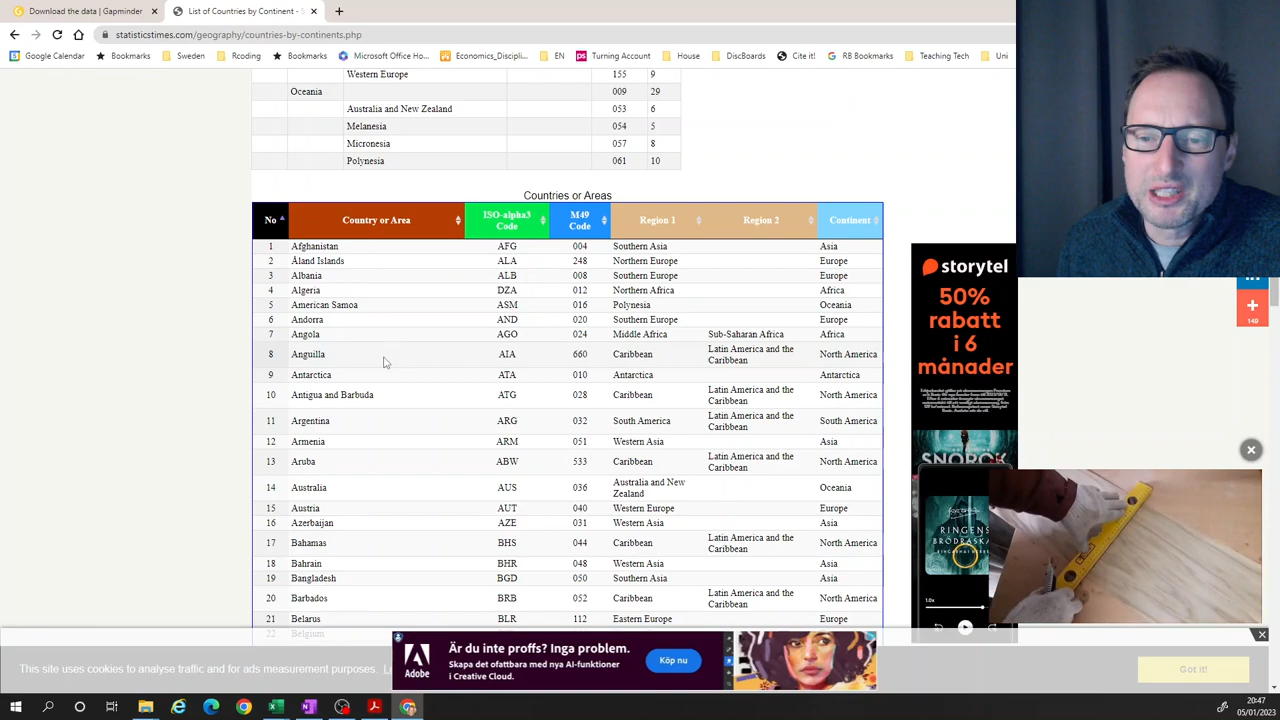 Download the data | Gapminder
List of Countries by Continent - S
statisticstimes.com/geography/countries-by-continents.php
Google Calendar
Bookmarks
Sweden
Rcoding
Bookmarks
Microsoft Office Ho...
Economics_Discipli...
EN
Turning Account
House
DiscBoards
Cite it!
RB Bookmarks
Teaching Tech
Uni
Western Europe 155 9
Oceania 009 29
Australia and New Zealand 053 6
Melanesia 054 5
Micronesia 057 8
Polynesia 061 10
Countries or Areas
No Country or Area ISO-alpha3 Code M49 Code Region 1 Region 2 Continent
1 Afghanistan AFG 004 Southern Asia Asia
2 Åland Islands ALA 248 Northern Europe Europe
3 Albania ALB 008 Southern Europe Europe
4 Algeria DZA 012 Northern Africa Africa
5 American Samoa ASM 016 Polynesia Oceania
6 Andorra AND 020 Southern Europe Europe
7 Angola AGO 024 Middle Africa Sub-Saharan Africa Africa
8 Anguilla AIA 660 Caribbean Latin America and the Caribbean North America
9 Antarctica ATA 010 Antarctica Antarctica
10 Antigua and Barbuda ATG 028 Caribbean Latin America and the Caribbean North America
11 Argentina ARG 032 South America Latin America and the Caribbean South America
12 Armenia ARM 051 Western Asia Asia
13 Aruba ABW 533 Caribbean Latin America and the Caribbean North America
14 Australia AUS 036 Australia and New Zealand Oceania
15 Austria AUT 040 Western Europe Europe
16 Azerbaijan AZE 031 Western Asia Asia
17 Bahamas BHS 044 Caribbean Latin America and the Caribbean North America
18 Bahrain BHR 048 Western Asia Asia
19 Bangladesh BGD 050 Southern Asia Asia
20 Barbados BRB 052 Caribbean Latin America and the Caribbean North America
21 Belarus BLR 112 Eastern Europe Europe
22 Belgium
storytel
50%
rabatt
i 6
månader
SNOROK
RINGENS
BRÖDRASKA
1.0x
149
This site uses cookies to analyse traffic and for ads measurement purposes.
Adobe
Är du inte proffs? Inga problem.
Skapa det ofattbara med nya AI-funktioner
i Creative Cloud.
Köp nu
Got it!
20:47
05/01/2023